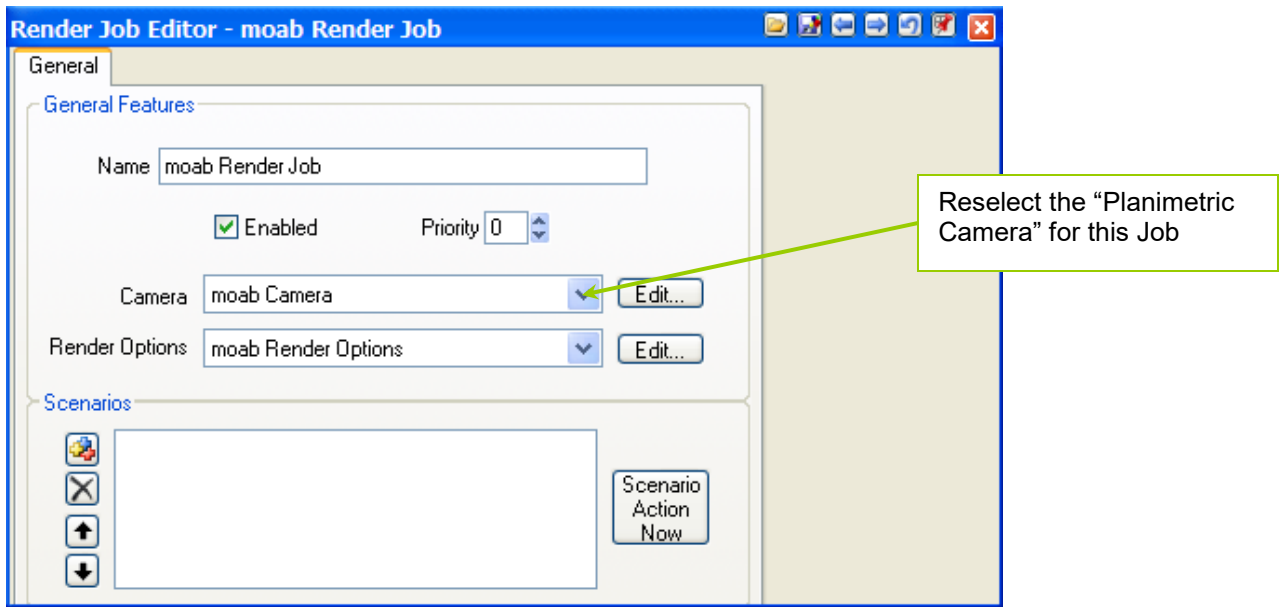 Render Job Editor - moab Render Job
General
General Features
Name moab Render Job
Enabled Priority 0
Reselect the “Planimetric
Camera” for this Job
Camera moab Camera Edit...
Render Options moab Render Options Edit...
Scenarios
Scenario
Action
Now